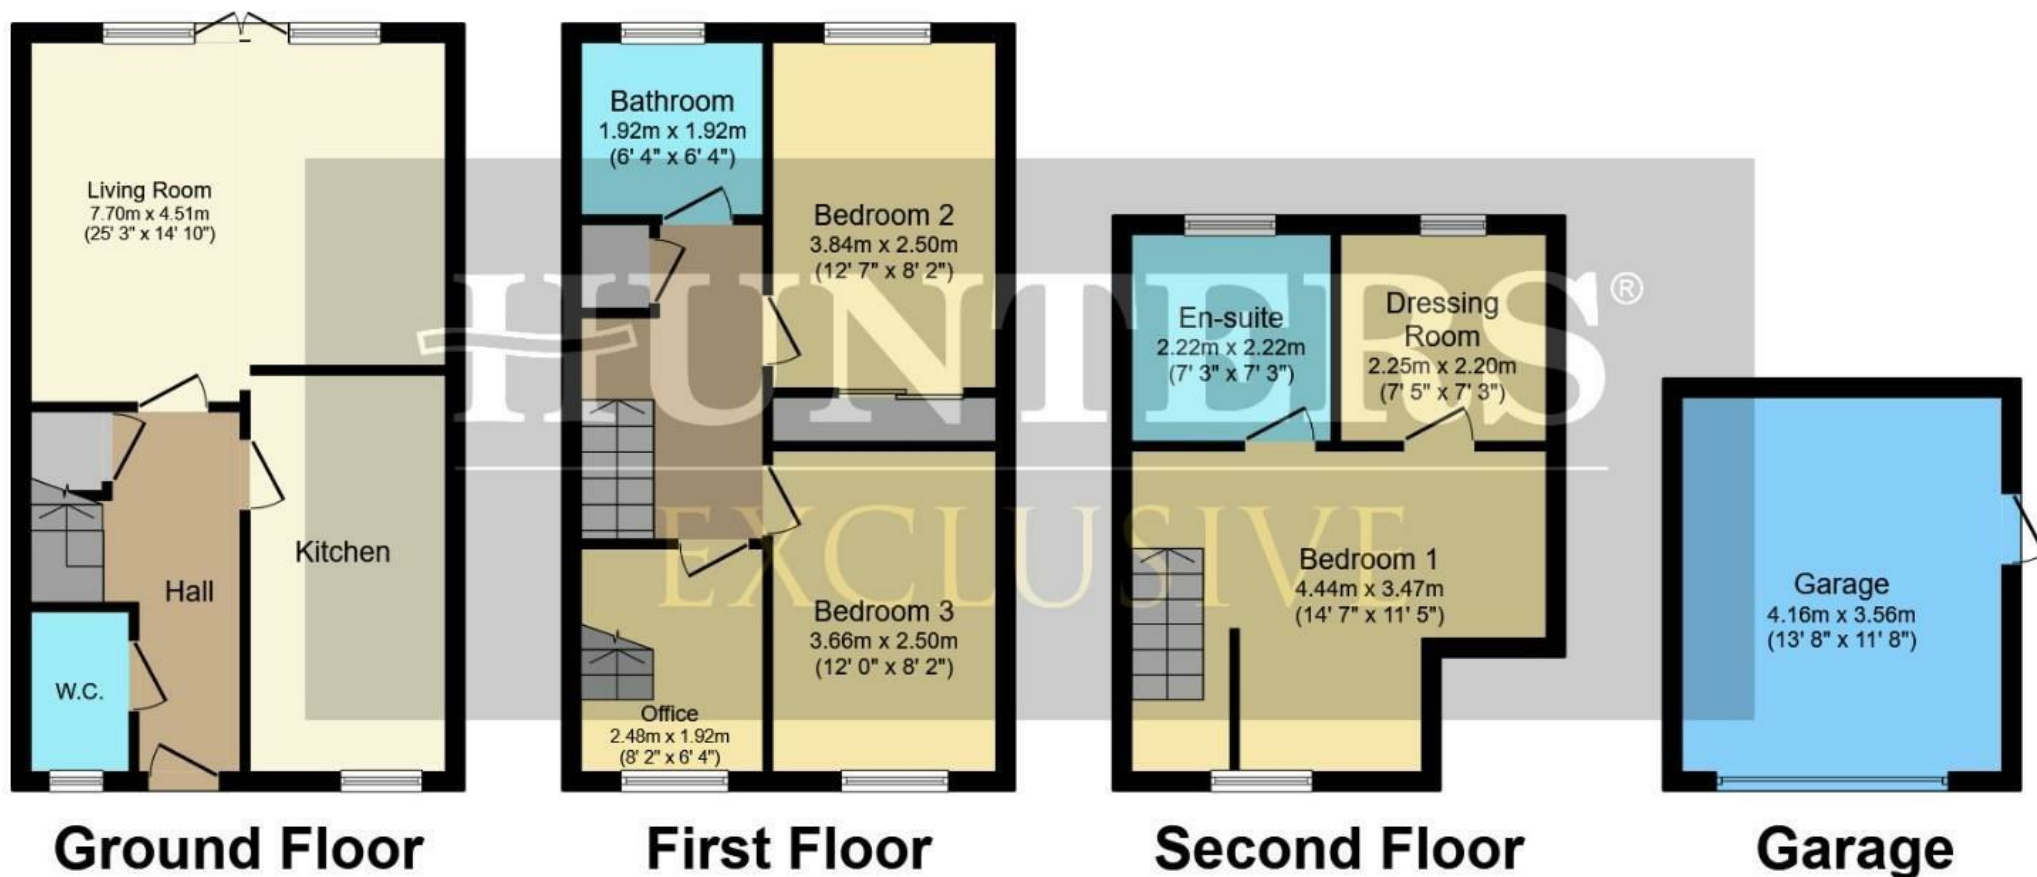 Living Room
7.70m x 4.51m
(25' 3" x 14' 10")
Hall
Kitchen
W.C.
Ground Floor
Bathroom
1.92m x 1.92m
(6' 4" x 6' 4")
Bedroom 2
3.84m x 2.50m
(12' 7" x 8' 2")
Bedroom 3
3.66m x 2.50m
(12' 0" x 8' 2")
Office
2.48m x 1.92m
(8' 2" x 6' 4")
First Floor
En-suite
2.22m x 2.22m
(7' 3" x 7' 3")
Dressing
Room
2.25m x 2.20m
(7' 5" x 7' 3")
Bedroom 1
4.44m x 3.47m
(14' 7" x 11' 5")
Second Floor
Garage
4.16m x 3.56m
(13' 8" x 11' 8")
Garage
HUNTERS®
EXCLUSIVE